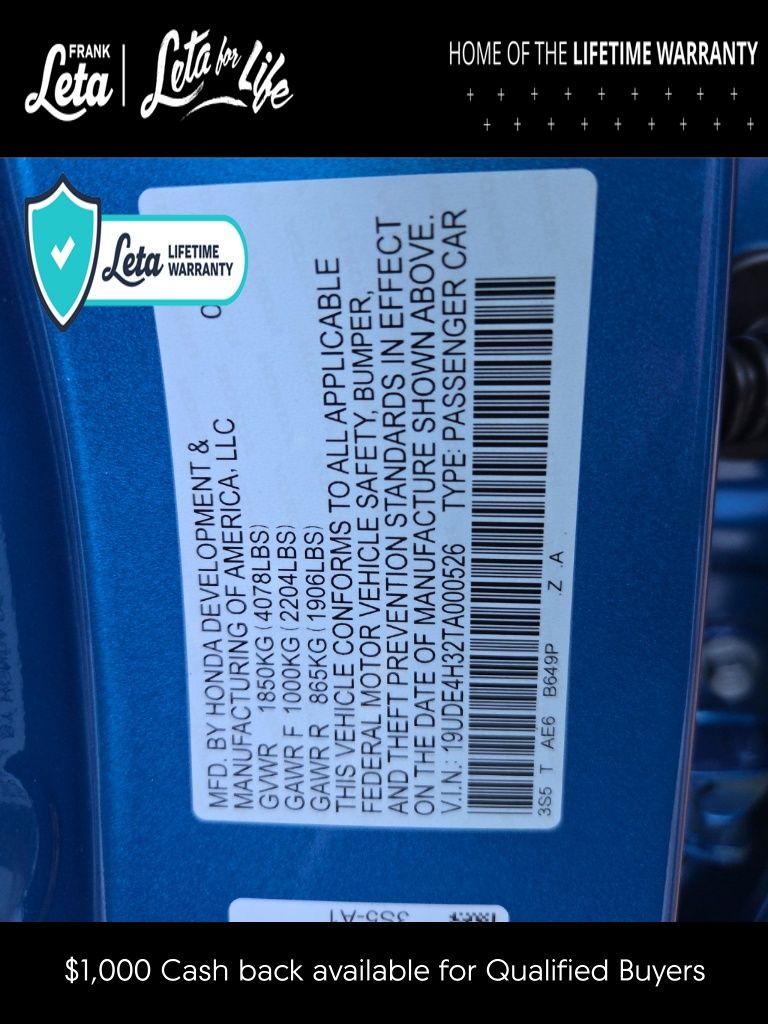 FRANK
Leta
Leta for Life
HOME OF THE LIFETIME WARRANTY
Leta
LIFETIME
WARRANTY
MFD. BY HONDA DEVELOPMENT &
MANUFACTURING OF AMERICA, LLC
GVWR 1850KG (4078LBS)
GAWR F 1000KG (2204LBS)
GAWR R 865KG (1906LBS)
THIS VEHICLE CONFORMS TO ALL APPLICABLE
FEDERAL MOTOR VEHICLE SAFETY, BUMPER,
AND THEFT PREVENTION STANDARDS IN EFFECT
ON THE DATE OF MANUFACTURE SHOWN ABOVE.
V.I.N.: 19UDE4H32TA000526 TYPE: PASSENGER CAR
3S5 T AE6 B649P .Z .A
3S5-A1
$1,000 Cash back available for Qualified Buyers